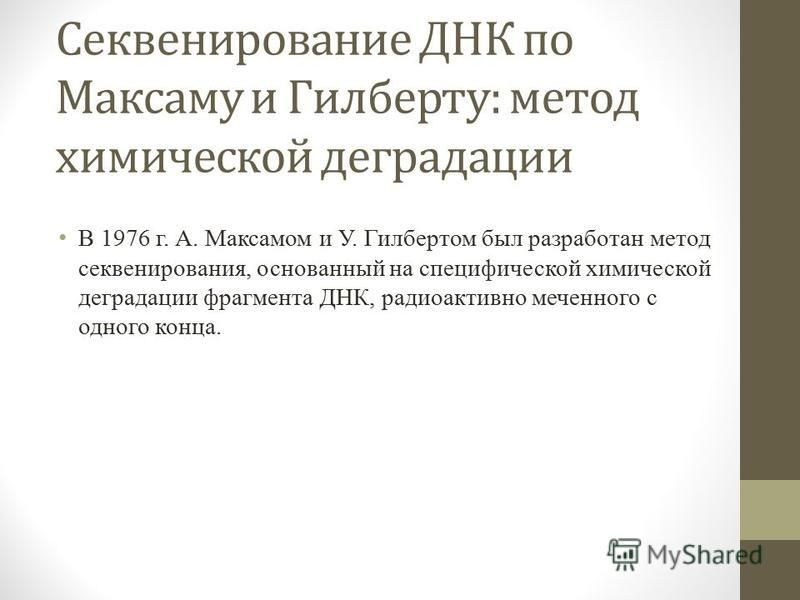 Секвенирование ДНК по
Максаму и Гилберту: метод
химической деградации
• В 1976 г. А. Максамом и У. Гилбертом был разработан метод
секвенирования, основанный на специфической химической
деградации фрагмента ДНК, радиоактивно меченного с
одного конца.
MyShared